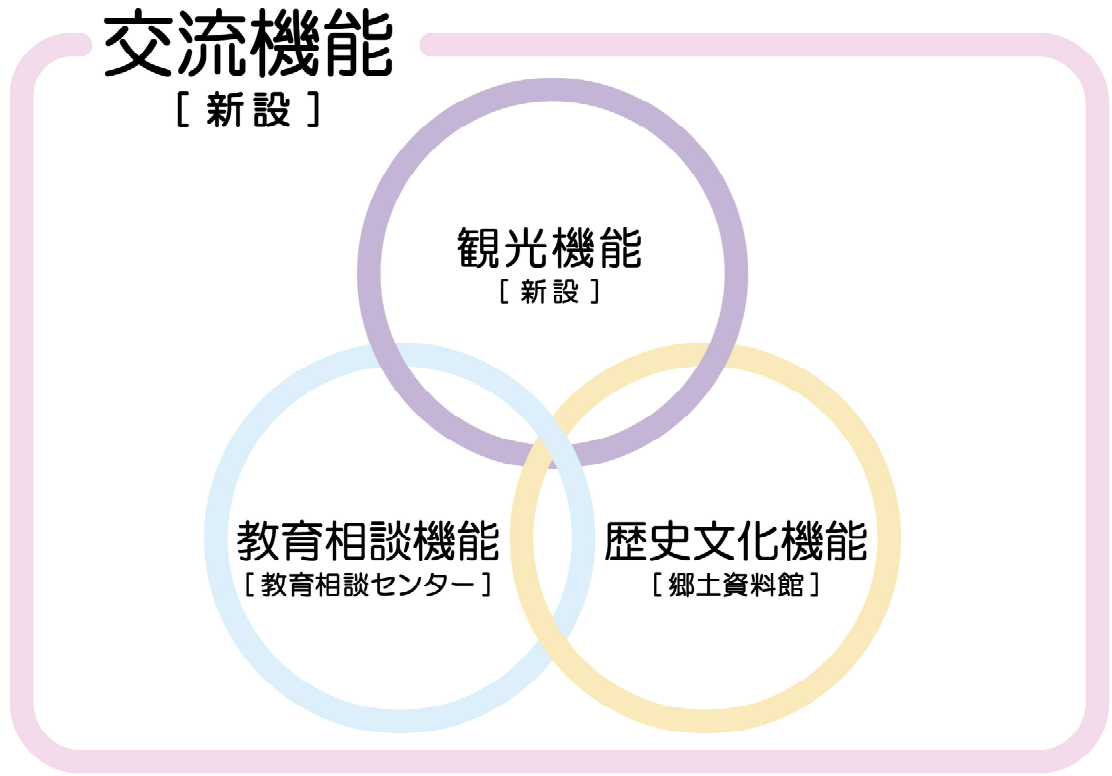 交流機能
[ 新設 ]
観光機能
[ 新設 ]
教育相談機能
[ 教育相談センター ]
歴史文化機能
[ 郷土資料館 ]